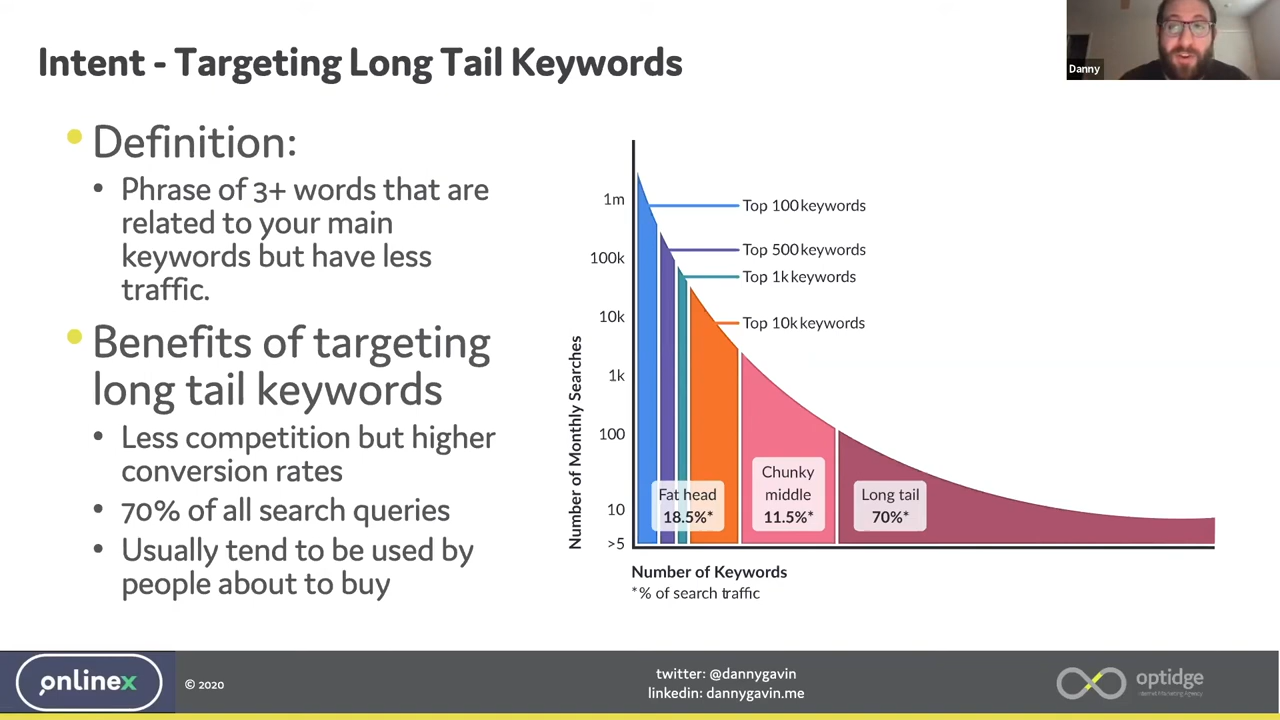 Intent - Targeting Long Tail Keywords
Danny
• Definition:
• Phrase of 3+ words that are
related to your main
keywords but have less
traffic.
• Benefits of targeting
long tail keywords
• Less competition but higher
conversion rates
• 70% of all search queries
• Usually tend to be used by
people about to buy
Number of Monthly Searches
1m
100k
10k
1k
100
10
>5
Top 100 keywords
Top 500 keywords
Top 1k keywords
Top 10k keywords
Fat head
18.5%*
Chunky
middle
11.5%*
Long tail
70%*
Number of Keywords
*% of search traffic
onlinex
© 2020
twitter: @dannygavin
linkedin: dannygavin.me
optidge
Internet Marketing Agency